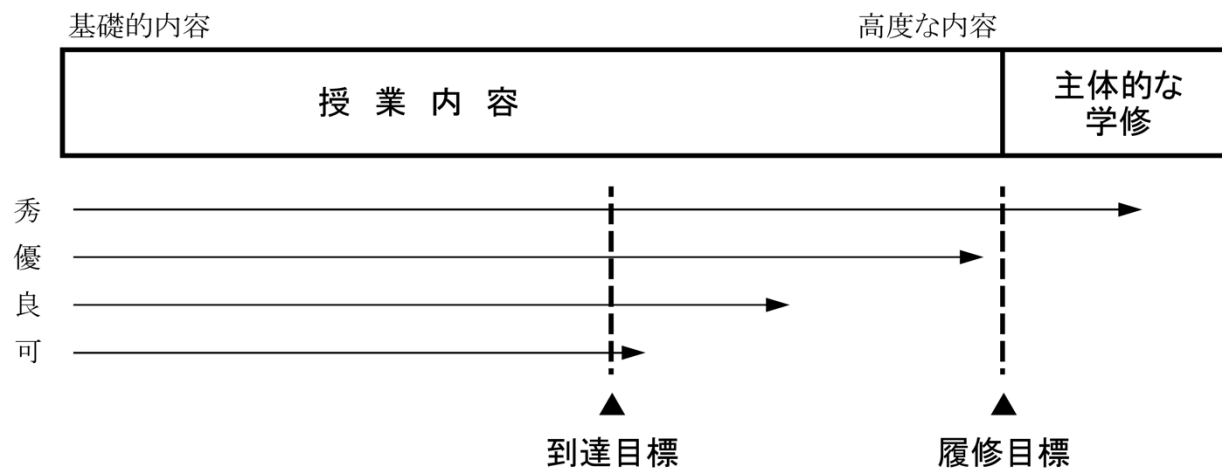 基礎的内容
高度な内容
授業内容
主体的な
学修
秀
優
良
可
到達目標
履修目標